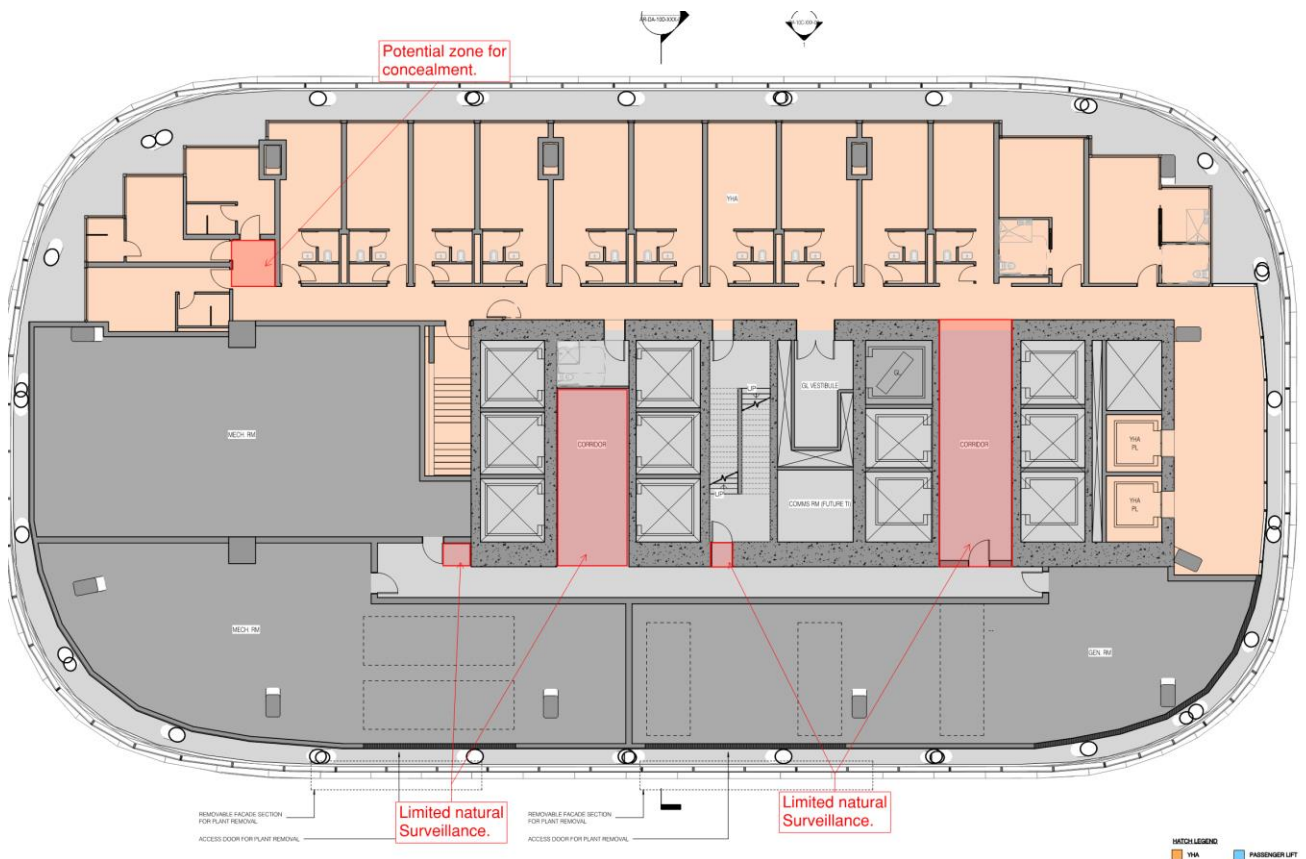 Potential zone for
concealment.
YHA
MECH. RM
CORRIDOR
UP
UP
GL VESTIBULE
COMMS RM (FUTURE TI)
GL
CORRIDOR
YHA
PL
YHA
PL
MECH. RM
GEN. RM
REMOVABLE FACADE SECTION
FOR PLANT REMOVAL
ACCESS DOOR FOR PLANT REMOVAL
Limited natural
Surveillance.
REMOVABLE FACADE SECTION
FOR PLANT REMOVAL
ACCESS DOOR FOR PLANT REMOVAL
Limited natural
Surveillance.
HATCH LEGEND
YHA
PASSENGER LIFT